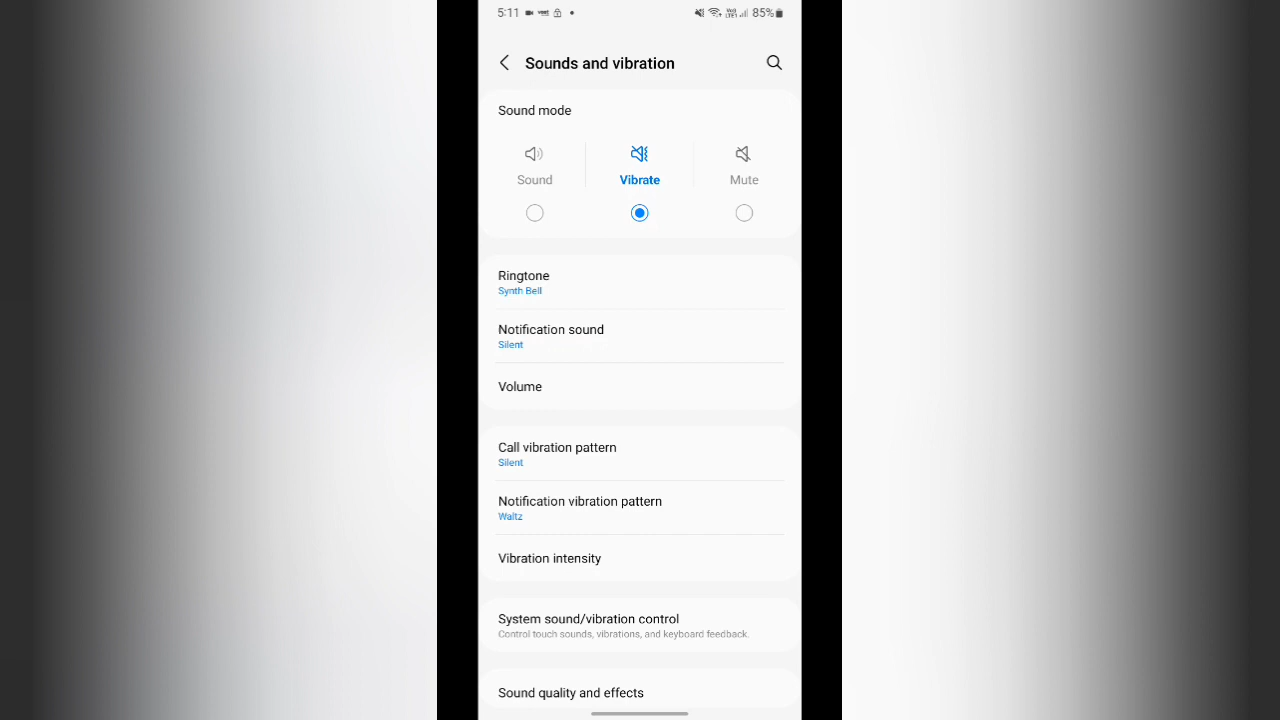 5:11 85%
Sounds and vibration
Sound mode
Sound Vibrate Mute
Ringtone
Synth Bell
Notification sound
Silent
Volume
Call vibration pattern
Silent
Notification vibration pattern
Waltz
Vibration intensity
System sound/vibration control
Control touch sounds, vibrations, and keyboard feedback.
Sound quality and effects